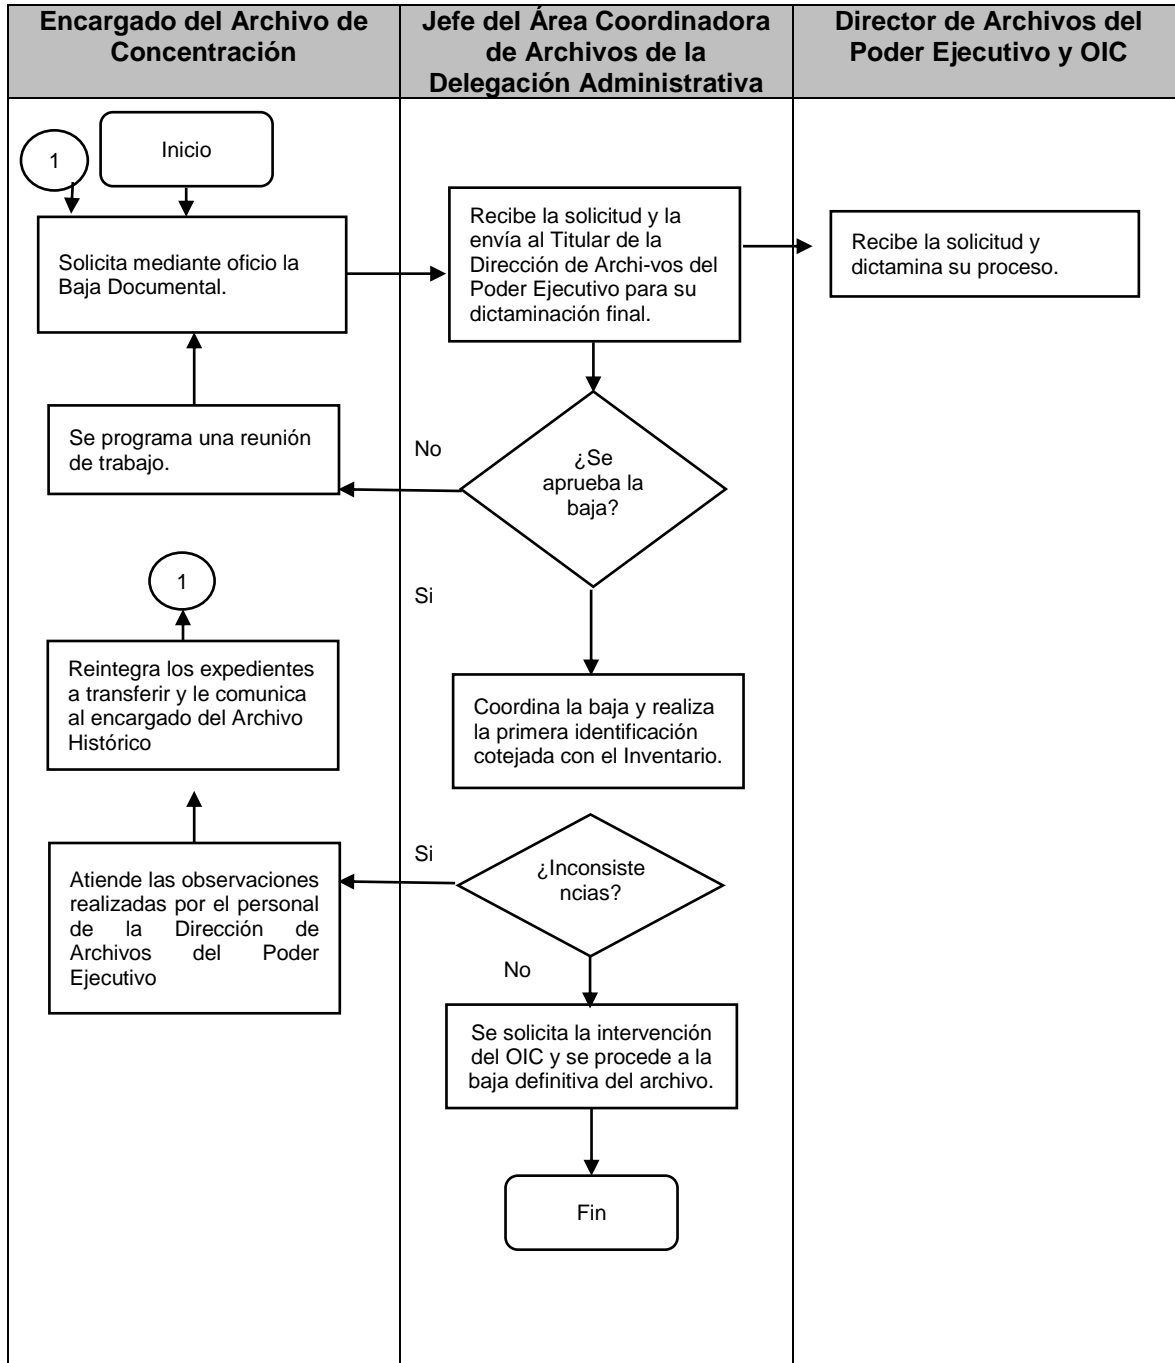 Encargado del Archivo de
Concentración
Jefe del Área Coordinadora
de Archivos de la
Delegación Administrativa
Director de Archivos del
Poder Ejecutivo y OIC
1
Inicio
Solicita mediante oficio la
Baja Documental.
Recibe la solicitud y la
envía al Titular de la
Dirección de Archi-vos del
Poder Ejecutivo para su
dictaminación final.
Recibe la solicitud y
dictamina su proceso.
Se programa una reunión
de trabajo.
No
¿Se
aprueba la
baja?
Si
1
Reintegra los expedientes
a transferir y le comunica
al encargado del Archivo
Histórico
Coordina la baja y realiza
la primera identificación
cotejada con el Inventario.
Si
¿Inconsiste
ncias?
Atiende las observaciones
realizadas por el personal
de la Dirección de
Archivos del Poder
Ejecutivo
No
Se solicita la intervención
del OIC y se procede a la
baja definitiva del archivo.
Fin